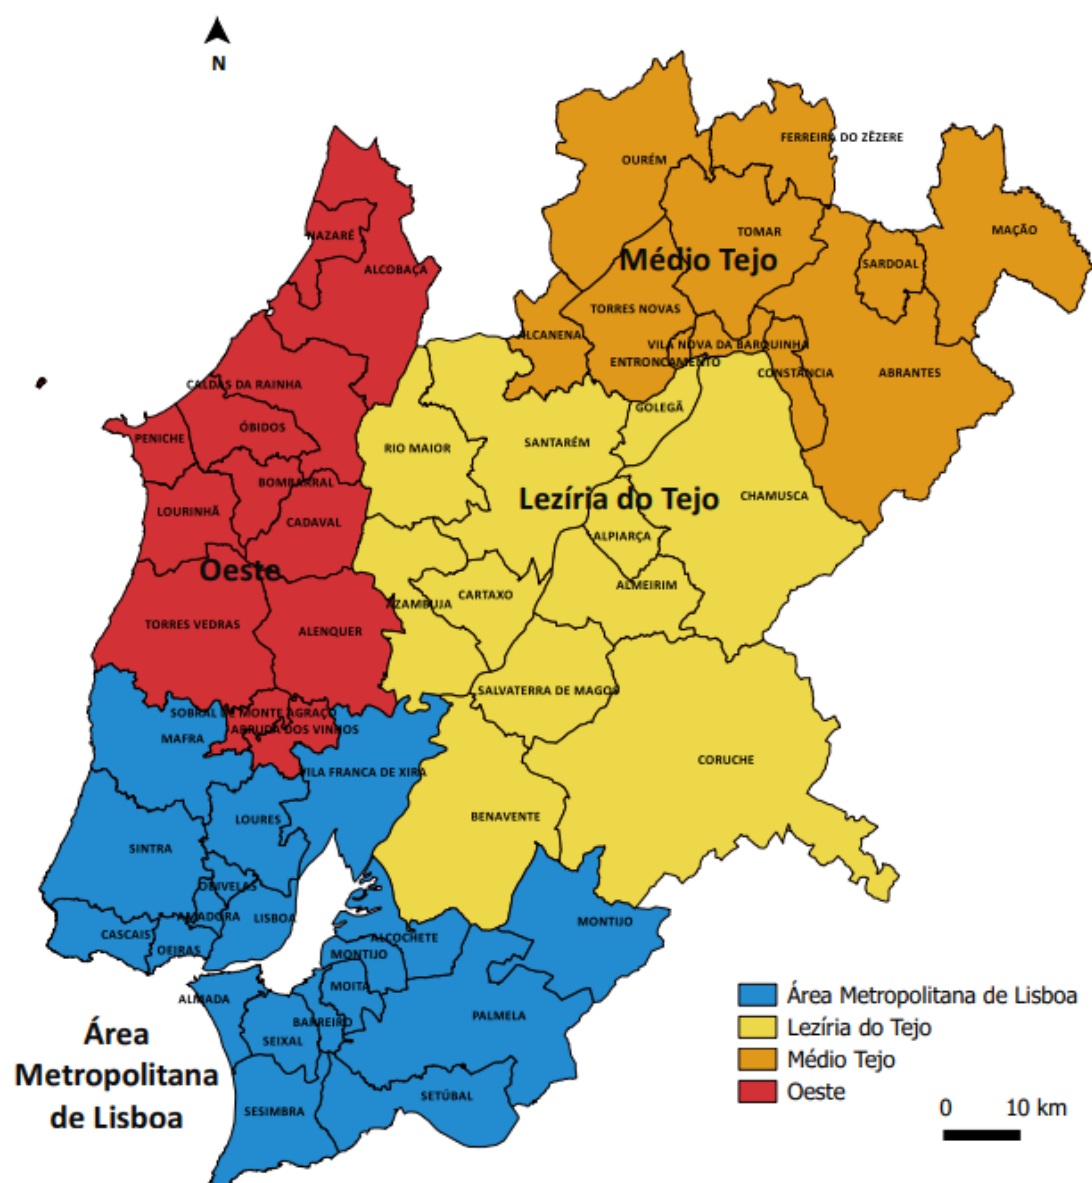 N
FERREIRA DO ZÊZERE
OURÉM
MAÇÃO
TOMAR
NAZARÉ
Médio Tejo
SARDOAL
ALCOBAÇA
TORRES NOVAS
ALCANENA
VILA NOVA DA BARQUINHA
ENTRONCAMENTO
CONSTÂNCIA
ABRANTES
CALDAS DA RAINHA
GOLEGÃ
ÓBIDOS
PENICHE
SANTARÉM
RIO MAIOR
BOMBARRAL
Lezíria do Tejo
CHAMUSCA
LOURINHÃ
CADAVAL
ALPIARÇA
Oeste
ALMEIRIM
CARTAXO
AZAMBUJA
TORRES VEDRAS
ALENQUER
SALVATERRA DE MAGOS
SOBRAL DE MONTE AGRAÇO
ARRUDA DOS VINHOS
MAFRA
CORUCHE
VILA FRANCA DE XIRA
BENAVENTE
LOURES
SINTRA
ODIVELAS
AMADORA
LISBOA
MONTIJO
CASCAIS
OEIRAS
ALCOCHETE
MONTIJO
MOITA
ALMADA
BARREIRO
PALMELA
SEIXAL
SETÚBAL
SESIMBRA
Área
Metropolitana
de Lisboa
Área Metropolitana de Lisboa
Lezíria do Tejo
Médio Tejo
Oeste
0 10 km